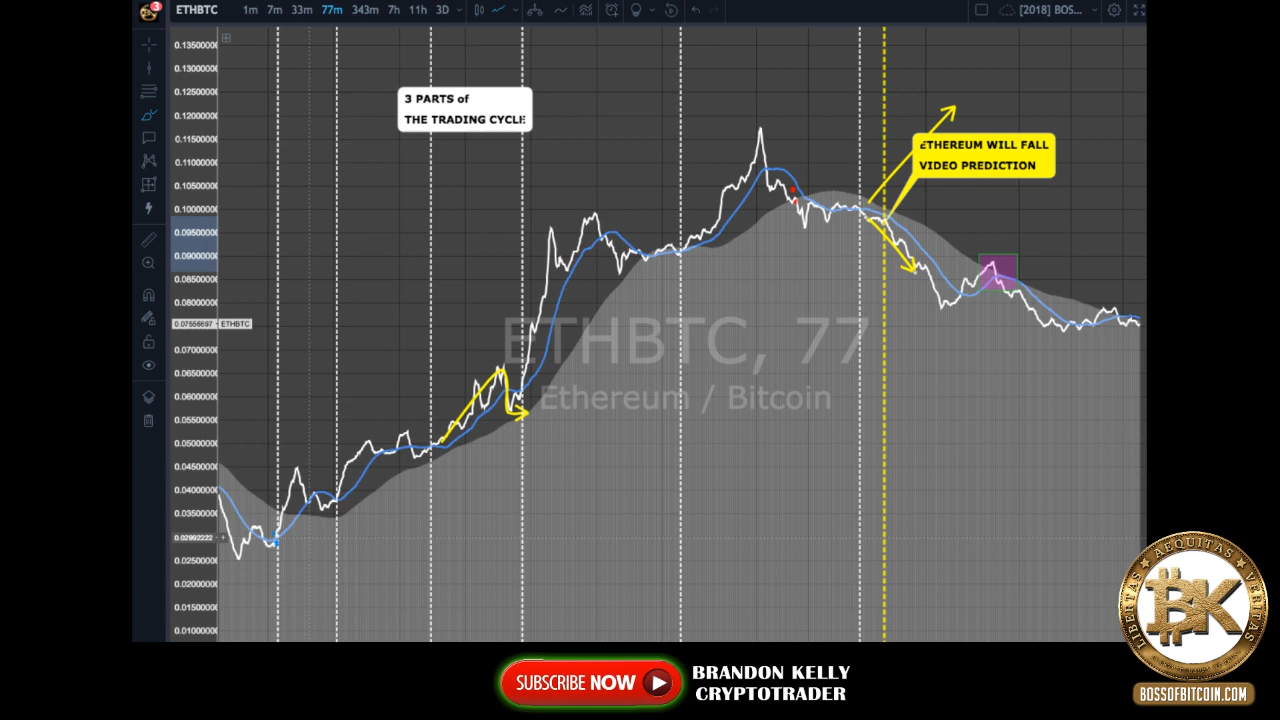 3
ETHBTC 1m 7m 33m 77m 343m 7h 11h 3D [2018] BOS...
0.13500000
0.13000000
0.12500000
0.12000000
0.11500000
0.11000000
0.10500000
0.10000000
0.09500000
0.09000000
0.08500000
0.08000000
0.07556697 ETHBTC
0.07000000
0.06500000
0.06000000
0.05500000
0.05000000
0.04500000
0.04000000
0.03500000
0.02992222
0.02500000
0.02000000
0.01500000
0.01000000
3 PARTS of
THE TRADING CYCLE
ETHEREUM WILL FALL
VIDEO PREDICTION
ETHBTC, 77
Ethereum / Bitcoin
SUBSCRIBE NOW
BRANDON KELLY
CRYPTOTRADER
LIBERTAS AEQUITAS VERITAS
BK
BOSSOFBITCOIN.COM